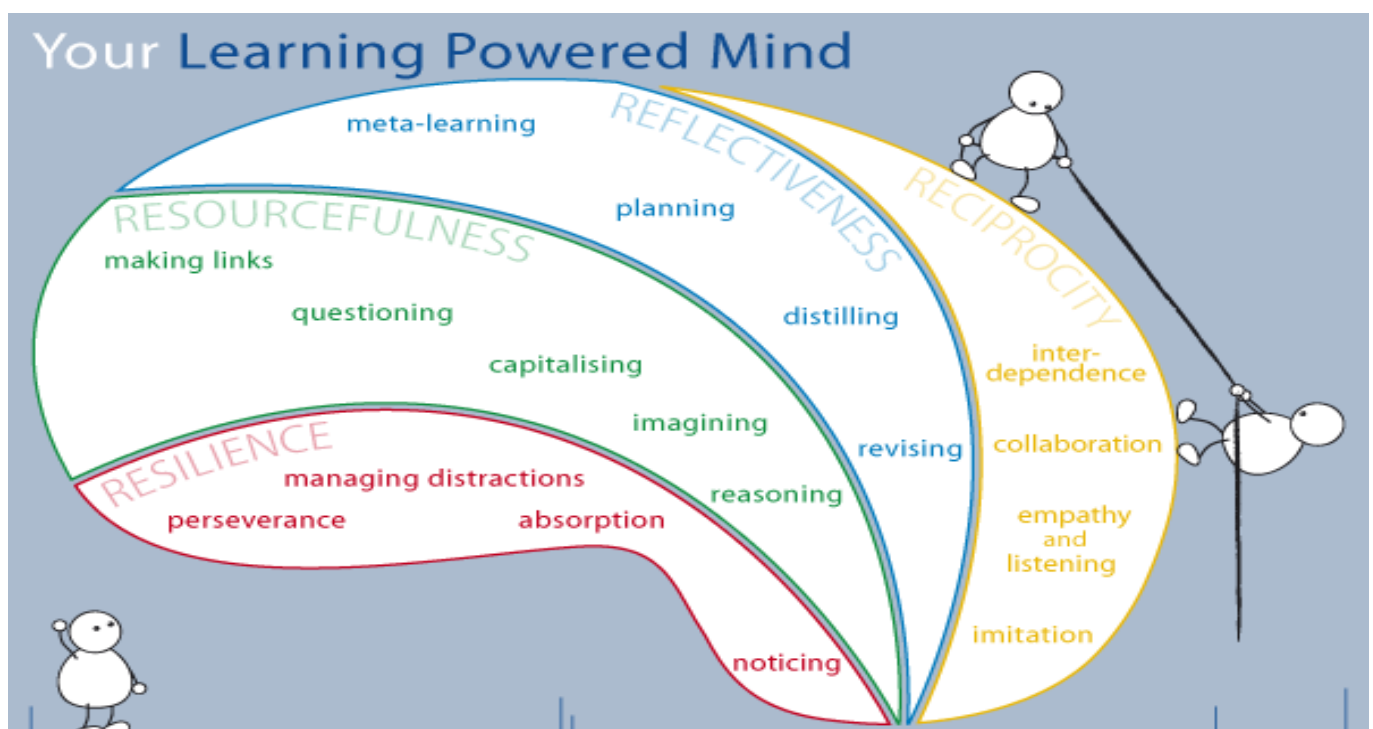 Your Learning Powered Mind
REFLECTIVENESS
meta-learning
planning
distilling
revising
RESOURCEFULNESS
making links
questioning
capitalising
imagining
reasoning
RESILIENCE
managing distractions
perseverance
absorption
noticing
RECIPROCITY
inter-
dependence
collaboration
empathy
and
listening
imitation